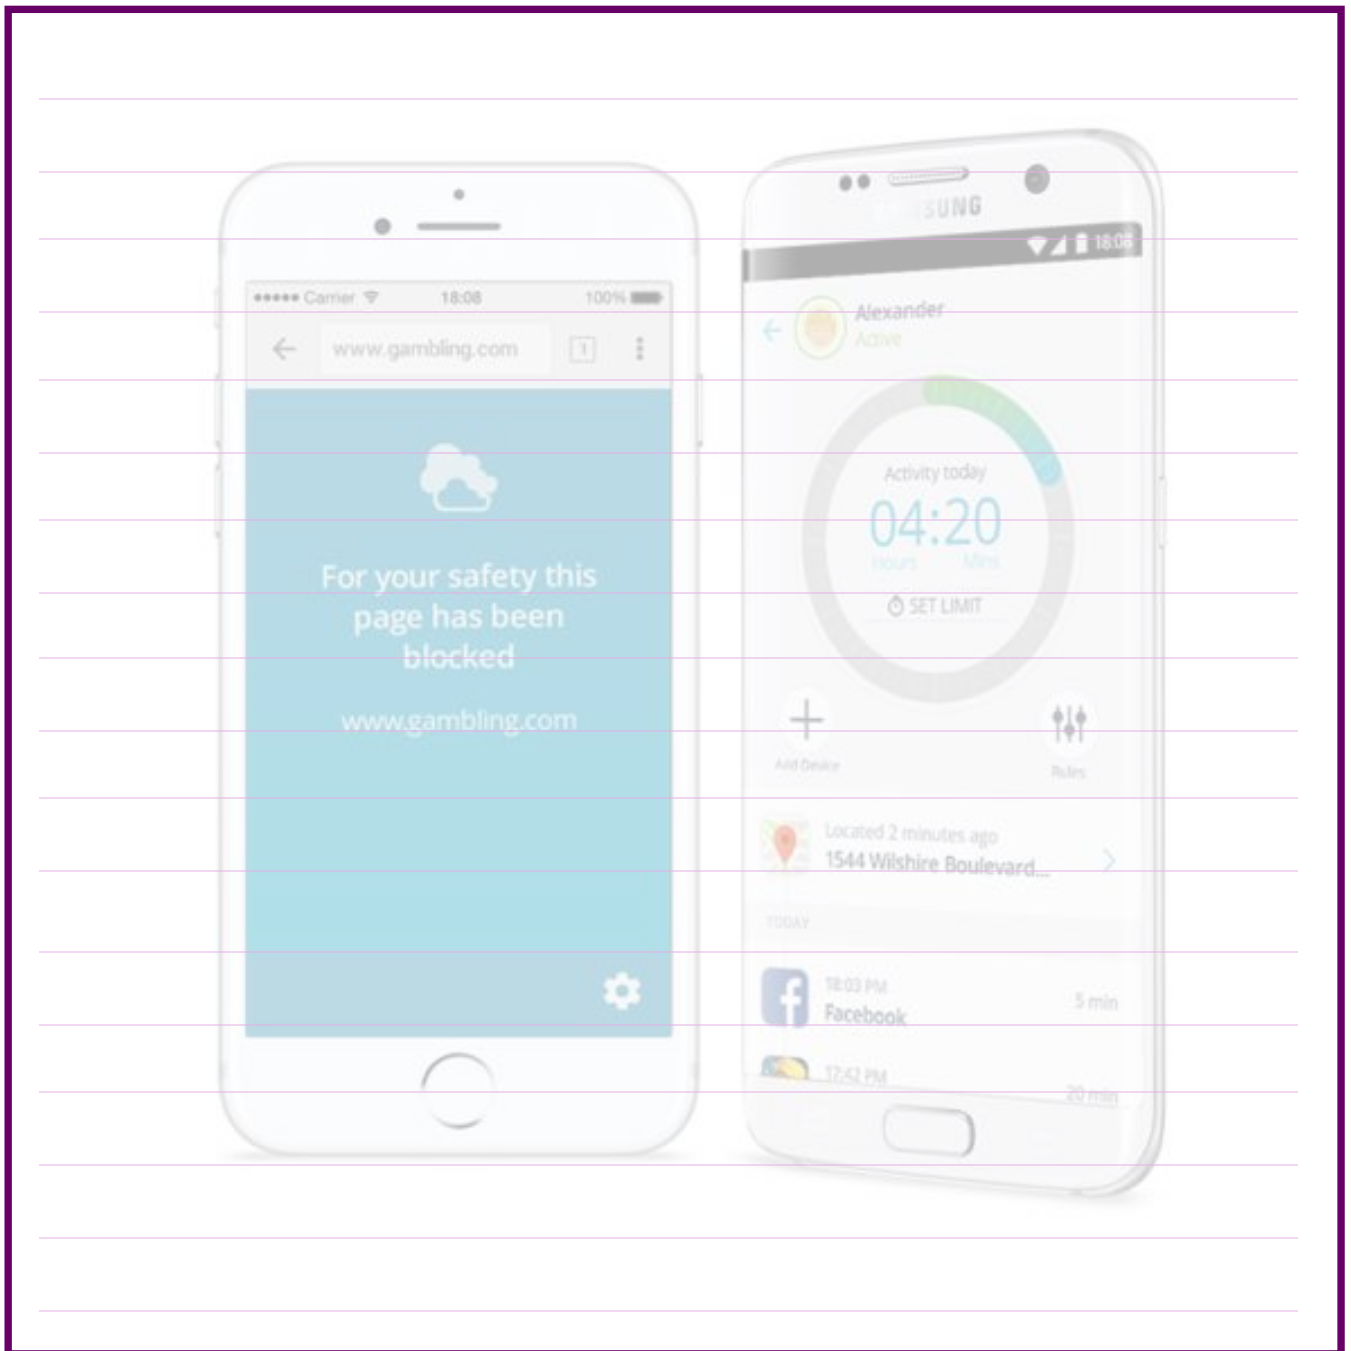 Carrier 18:08 100%
www.gambling.com 1
For your safety this
page has been
blocked
www.gambling.com
SUNG
18:08
Alexander
Active
Activity today
04:20
Hours Mins
SET LIMIT
Add Device Rules
Located 2 minutes ago
1544 Wilshire Boulevard...
TODAY
18:03 PM
Facebook
5 min
17:42 PM
20 min